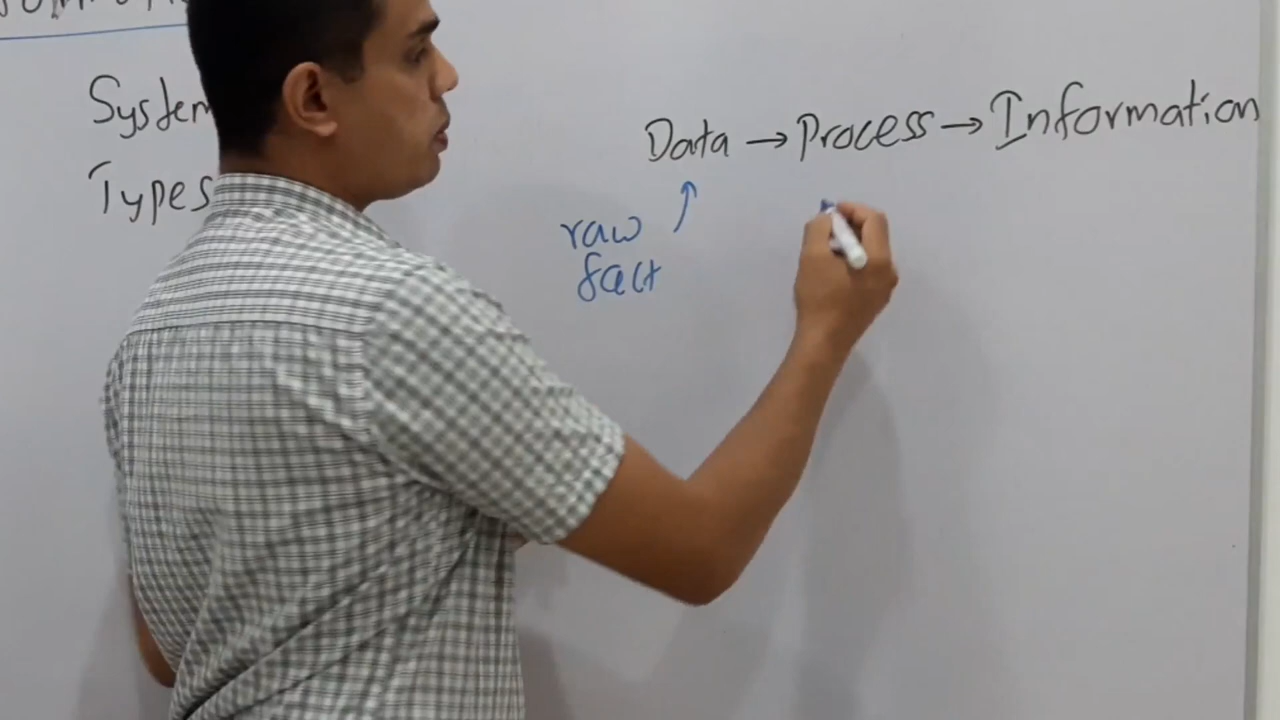 System
Types
Data → Process → Information
raw
fact